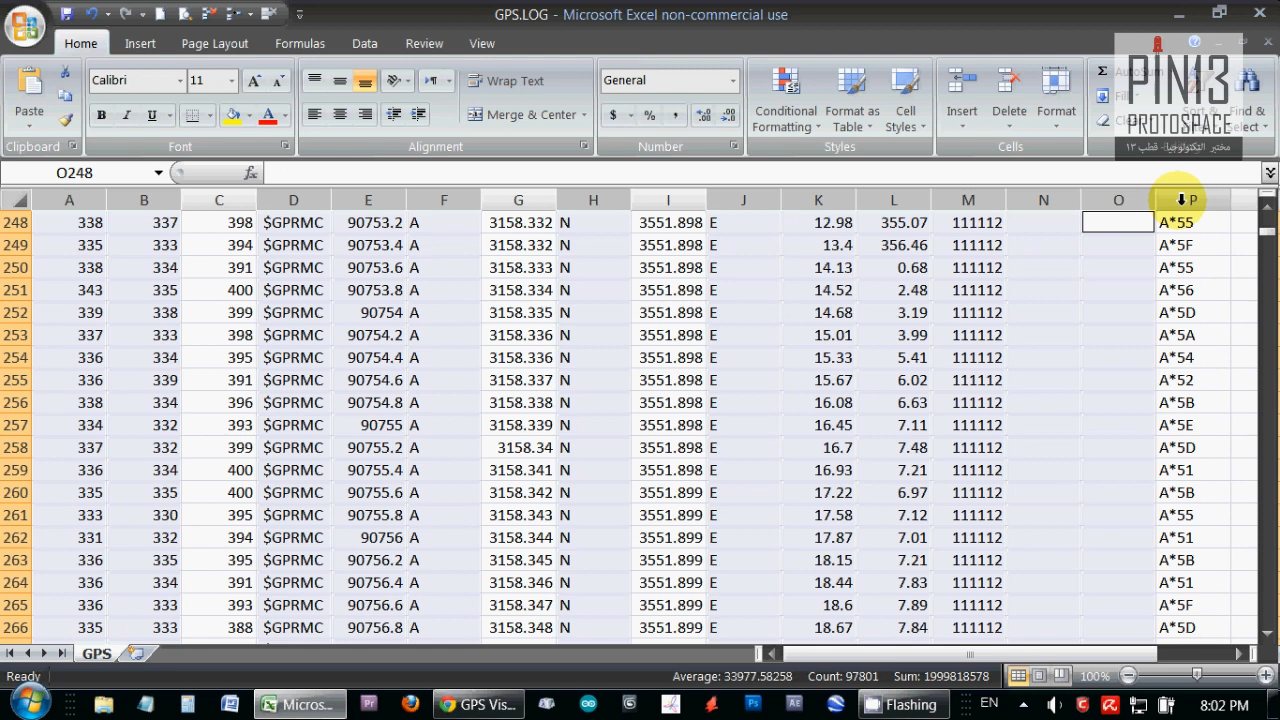 GPS.LOG - Microsoft Excel non-commercial use
Home Insert Page Layout Formulas Data Review View
PIN13
PROTOSPACE
مختبر التكنولوجيا - قطب ١٣
Calibri 11 Wrap Text General AutoSum
Paste Merge & Center Conditional Formatting Format as Table Cell Styles Insert Delete Format Fill Sort & Find & Select
Clipboard Font Alignment Number Styles Cells
O248
A B C D E F G H I J K L M N O P
248 338 337 398 $GPRMC 90753.2 A 3158.332 N 3551.898 E 12.98 355.07 111112 A*55
249 335 333 394 $GPRMC 90753.4 A 3158.332 N 3551.898 E 13.4 356.46 111112 A*5F
250 338 334 391 $GPRMC 90753.6 A 3158.333 N 3551.898 E 14.13 0.68 111112 A*55
251 343 335 400 $GPRMC 90753.8 A 3158.334 N 3551.898 E 14.52 2.48 111112 A*56
252 339 338 399 $GPRMC 90754 A 3158.335 N 3551.898 E 14.68 3.19 111112 A*5D
253 337 333 398 $GPRMC 90754.2 A 3158.336 N 3551.898 E 15.01 3.99 111112 A*5A
254 336 334 395 $GPRMC 90754.4 A 3158.336 N 3551.898 E 15.33 5.41 111112 A*54
255 336 339 391 $GPRMC 90754.6 A 3158.337 N 3551.898 E 15.67 6.02 111112 A*52
256 338 334 396 $GPRMC 90754.8 A 3158.338 N 3551.898 E 16.08 6.63 111112 A*5B
257 334 332 393 $GPRMC 90755 A 3158.339 N 3551.898 E 16.45 7.11 111112 A*5E
258 337 332 399 $GPRMC 90755.2 A 3158.34 N 3551.898 E 16.7 7.48 111112 A*5D
259 336 334 400 $GPRMC 90755.4 A 3158.341 N 3551.898 E 16.93 7.21 111112 A*51
260 335 335 400 $GPRMC 90755.6 A 3158.342 N 3551.899 E 17.22 6.97 111112 A*5B
261 333 330 395 $GPRMC 90755.8 A 3158.343 N 3551.899 E 17.58 7.12 111112 A*55
262 331 332 394 $GPRMC 90756 A 3158.344 N 3551.899 E 17.87 7.01 111112 A*51
263 336 335 395 $GPRMC 90756.2 A 3158.345 N 3551.899 E 18.15 7.21 111112 A*5B
264 336 334 391 $GPRMC 90756.4 A 3158.346 N 3551.899 E 18.44 7.83 111112 A*51
265 336 333 393 $GPRMC 90756.6 A 3158.347 N 3551.899 E 18.6 7.89 111112 A*5F
266 335 333 388 $GPRMC 90756.8 A 3158.348 N 3551.899 E 18.67 7.84 111112 A*5D
GPS
Ready Average: 33977.58258 Count: 97801 Sum: 1999818578 100%
Micros... GPS Vis... Flashing EN 8:02 PM